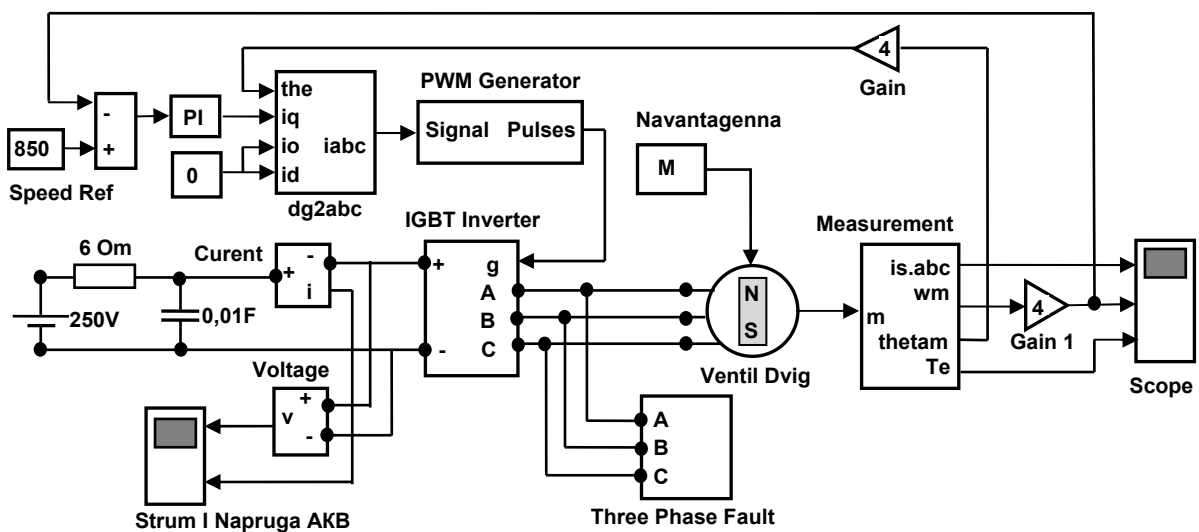 4
Gain
PWM Generator
the
iq
io
id
iabc
dg2abc
Signal Pulses
-
+
PI
850
Speed Ref
0
Navantagenna
M
IGBT Inverter
Measurement
6 Om
Curent
+
-
i
+
-
g
A
B
C
N
S
m
is.abc
wm
thetam
Te
4
Gain 1
250V
0,01F
Ventil Dvig
Scope
Voltage
v
+
-
A
B
C
Strum I Napruga AKB
Three Phase Fault